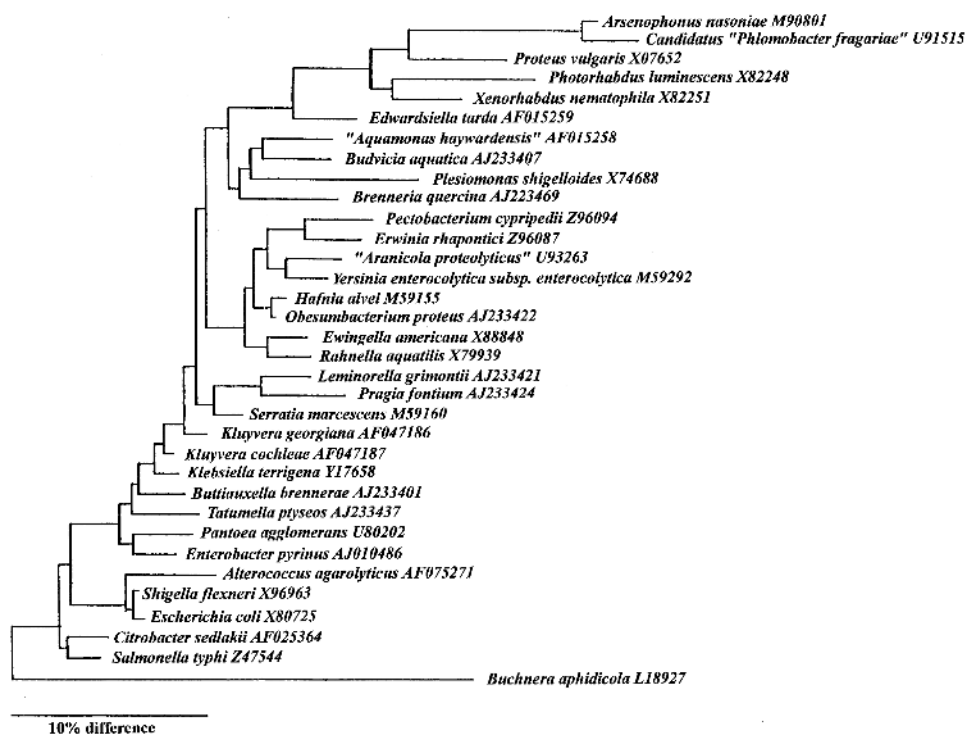 Arsenophonus nasoniae M90801
Candidatus "Phlomobacter fragariae" U91515
Proteus vulgaris X07652
Photorhabdus luminescens X82248
Xenorhabdus nematophila X82251
Edwardsiella tarda AF015259
"Aquamonas haywardensis" AF015258
Budvicia aquatica AJ233407
Plesiomonas shigelloides X74688
Brenneria quercina AJ223469
Pectobacterium cypripedii Z96094
Erwinia rhapontici Z96087
"Aranicola proteolyticus" U93263
Yersinia enterocolytica subsp. enterocolytica M59292
Hafnia alvei M59155
Obesumbacterium proteus AJ233422
Ewingella americana X88848
Rahnella aquatilis X79939
Leminorella grimontii AJ233421
Pragia fontium AJ233424
Serratia marcescens M59160
Kluyvera georgiana AF047186
Kluyvera cochleae AF047187
Klebsiella terrigena Y17658
Buttiauxella brennerae AJ233401
Tatumella ptyseos AJ233437
Pantoea agglomerans U80202
Enterobacter pyrinus AJ010486
Alterococcus agarolyticus AF075271
Shigella flexneri X96963
Escherichia coli X80725
Citrobacter sedlakii AF025364
Salmonella typhi Z47544
Buchnera aphidicola L18927
10% difference